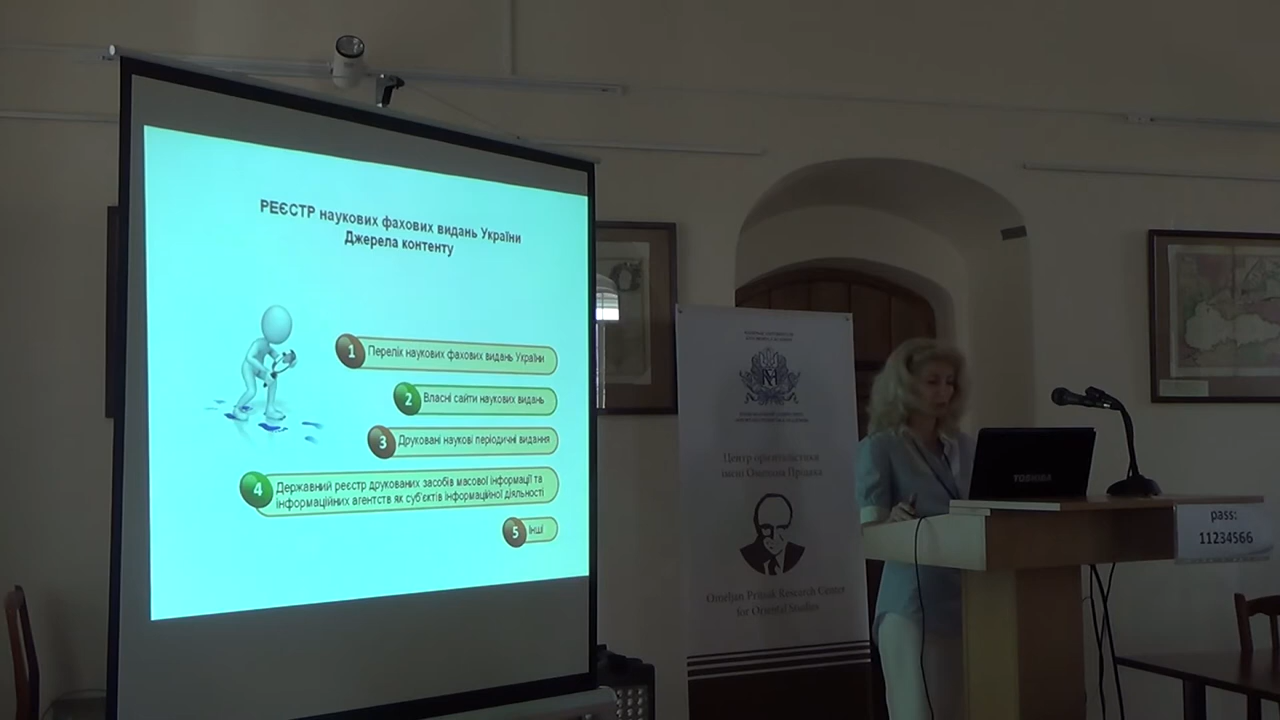 РЕЄСТР наукових фахових видань України
Джерела контенту
1 Перелік наукових фахових видань України
2 Власні сайти наукових видань
3 Друковані наукові періодичні видання
4 Державний реєстр друкованих засобів масової інформації та
інформаційних агентств як суб'єктів інформаційної діяльності
5 Інші
Центр орієнталістики
імені Омеляна Пріцака
Omeljan Pritsak Research Center
for Oriental Studies
TOSHIBA
pass:
11234566